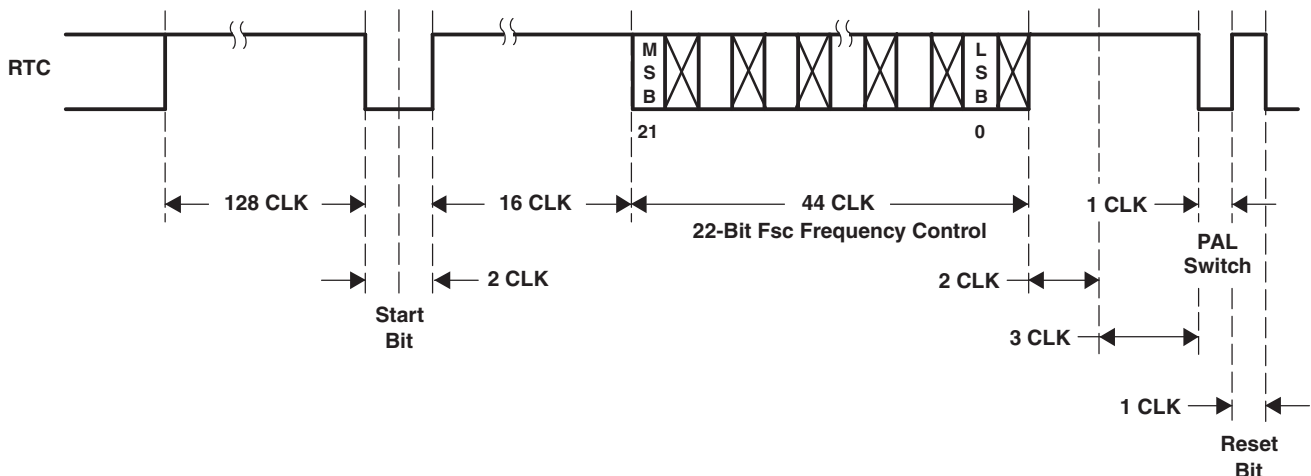 RTC
M
S
B
L
S
B
21
0
128 CLK
16 CLK
44 CLK
1 CLK
22-Bit Fsc Frequency Control
PAL
Switch
2 CLK
2 CLK
Start
Bit
3 CLK
1 CLK
Reset
Bit